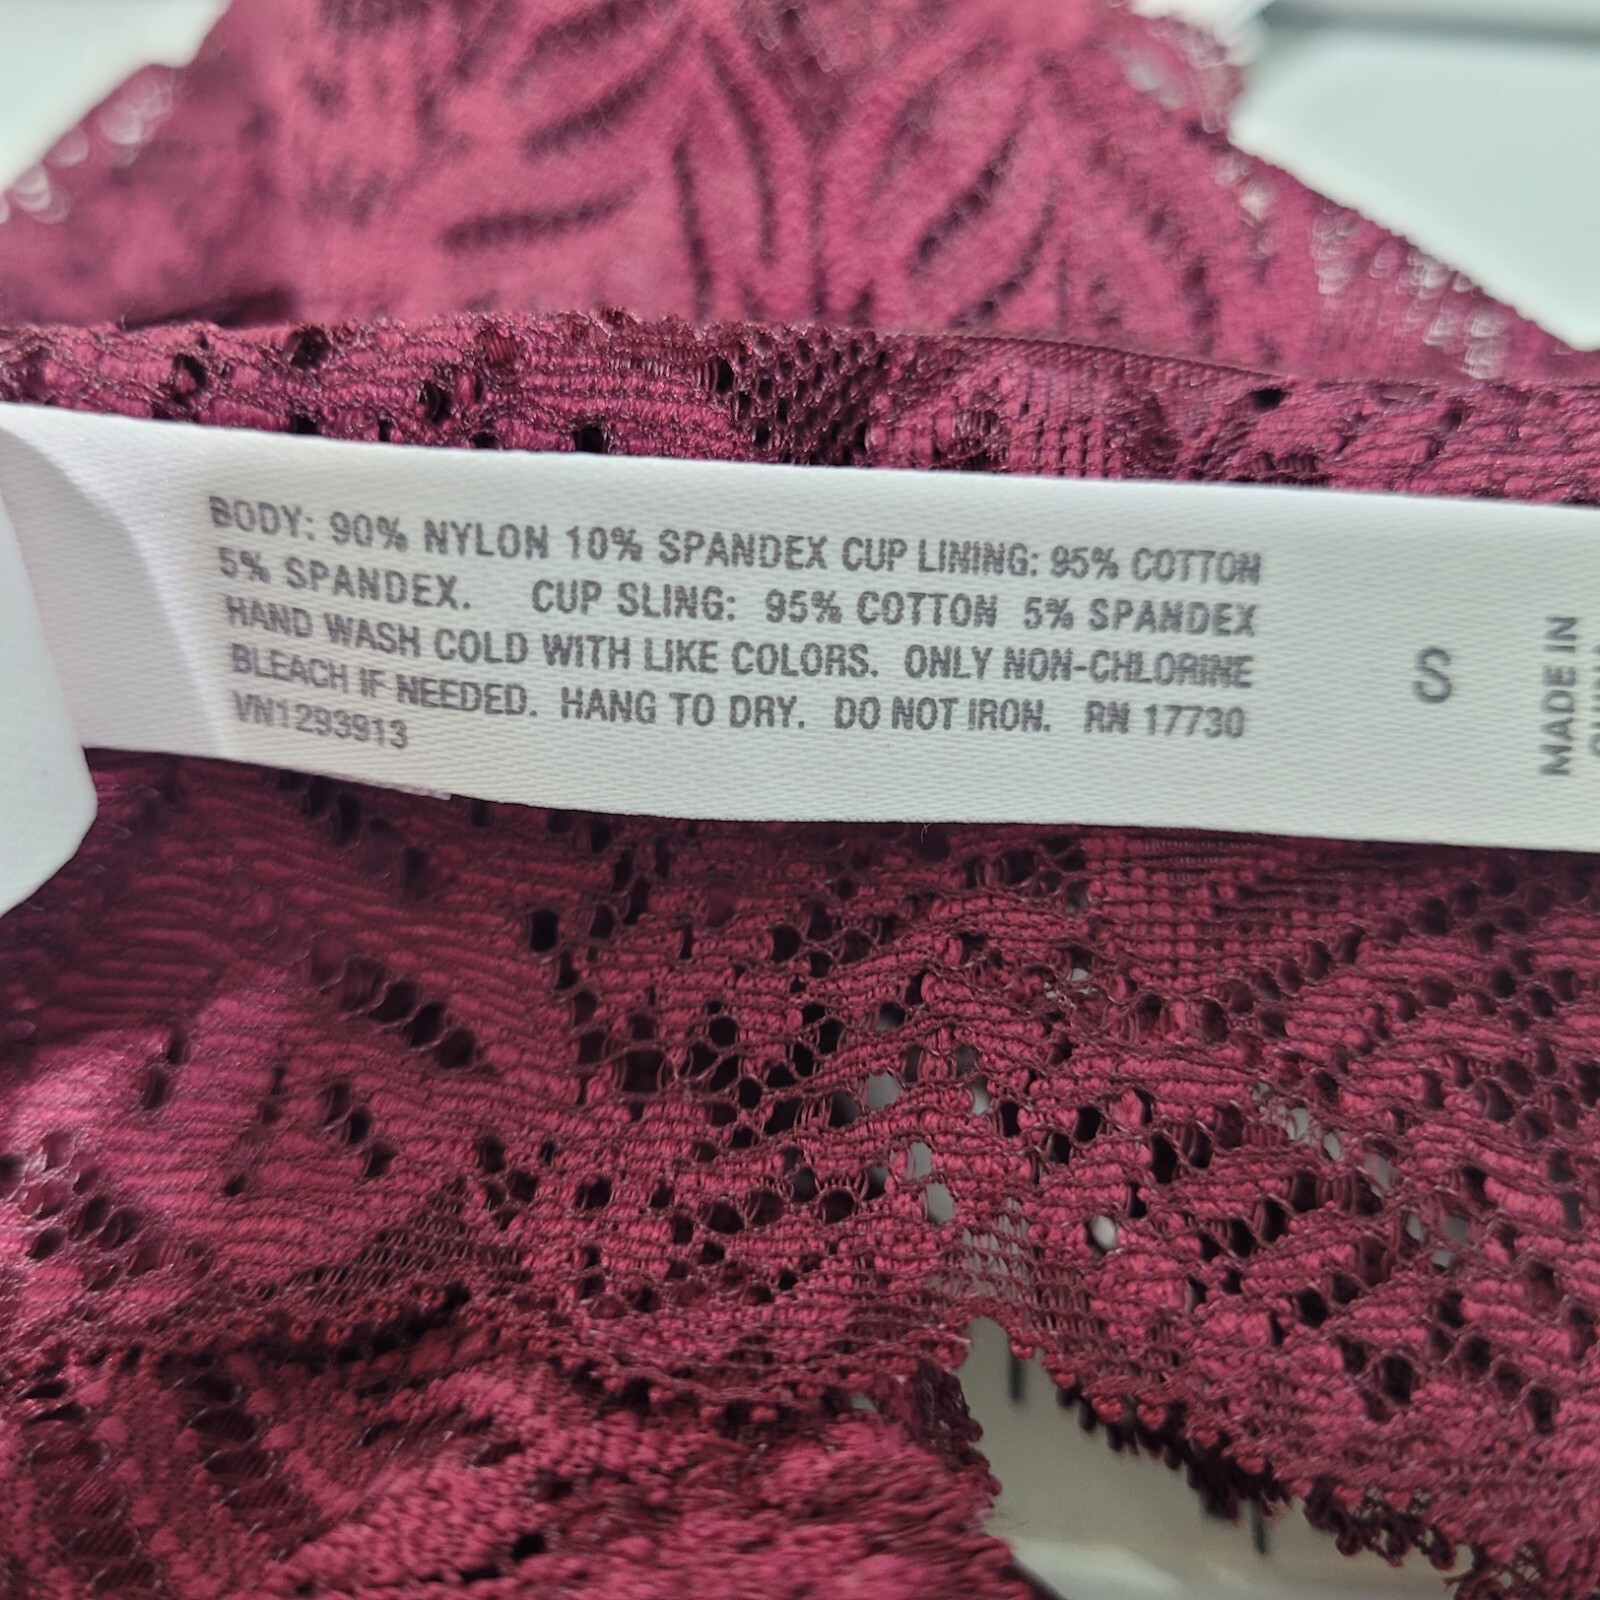 BODY: 90% NYLON 10% SPANDEX CUP LINING: 95% COTTON
5% SPANDEX. CUP SLING: 95% COTTON 5% SPANDEX
HAND WASH COLD WITH LIKE COLORS. ONLY NON-CHLORINE
BLEACH IF NEEDED. HANG TO DRY. DO NOT IRON. RN 17730
VN1293913
S
MADE IN